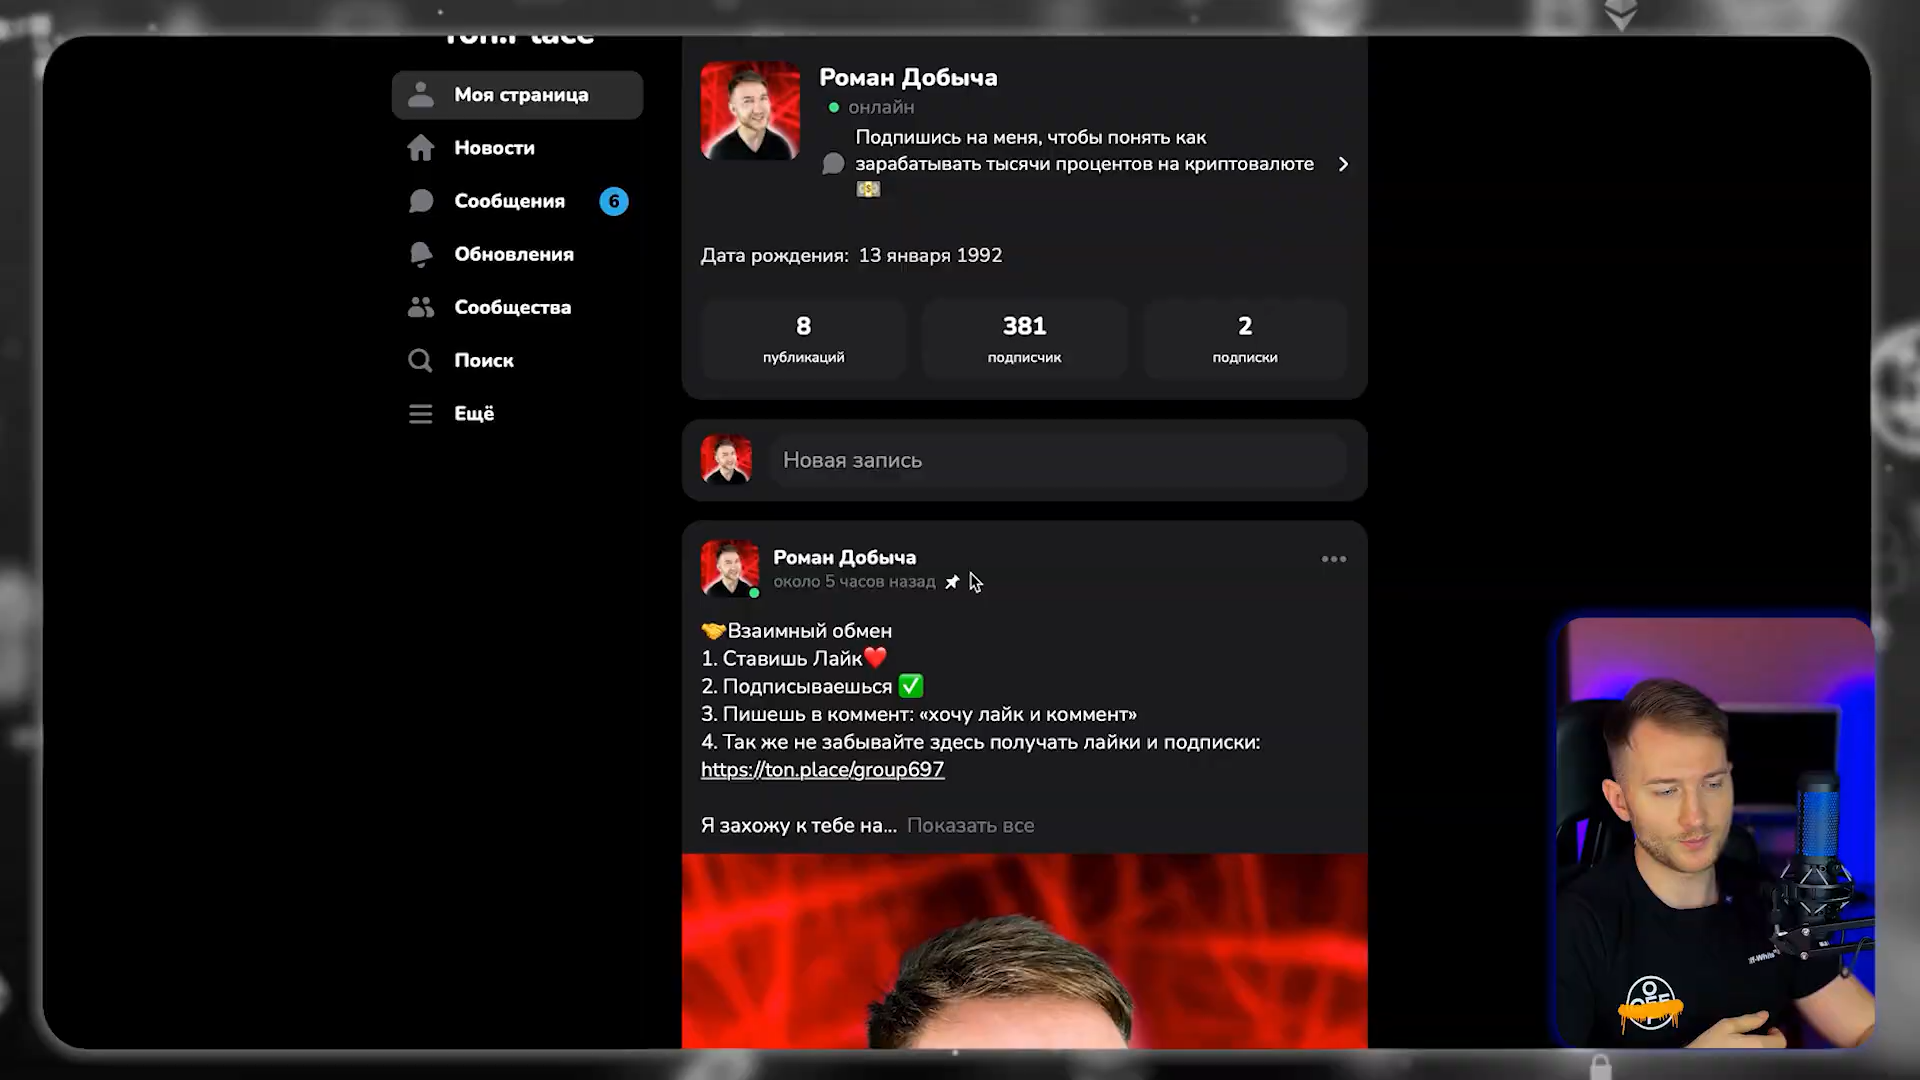 Ton.Place
Моя страница
Новости
Сообщения 6
Обновления
Сообщества
Поиск
Ещё
Роман Добыча
онлайн
Подпишись на меня, чтобы понять как
зарабатывать тысячи процентов на криптовалюте
Дата рождения: 13 января 1992
8 381 2
публикаций подписчик подписки
Новая запись
Роман Добыча
около 5 часов назад
Взаимный обмен
1. Ставишь Лайк
2. Подписываешься
3. Пишешь в коммент: «хочу лайк и коммент»
4. Так же не забывайте здесь получать лайки и подписки:
https://ton.place/group697
Я захожу к тебе на... Показать все
OFF